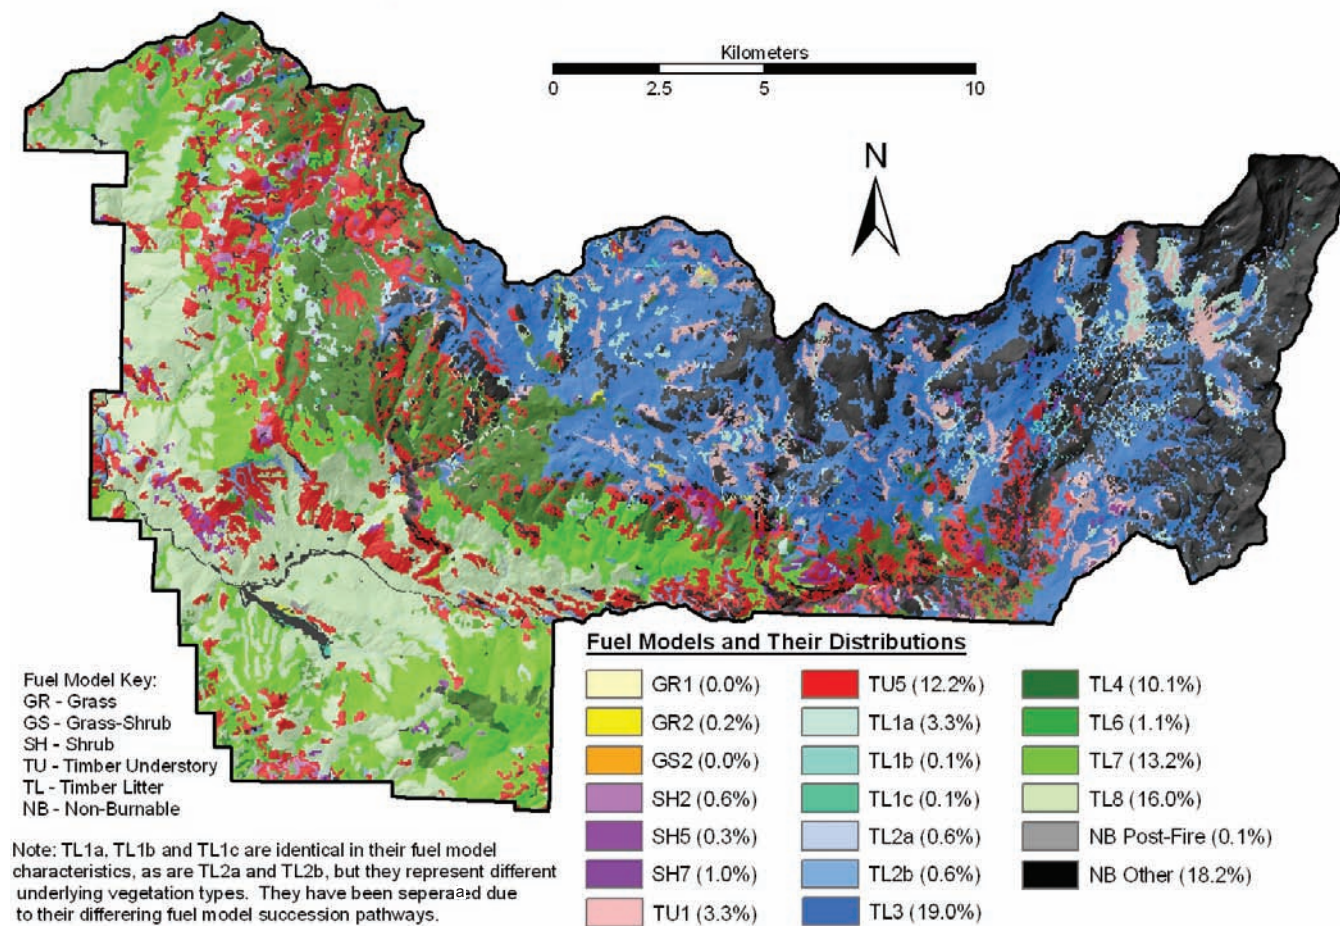 Kilometers
0 2.5 5 10
N
Fuel Models and Their Distributions
Fuel Model Key:
GR - Grass
GS - Grass-Shrub
SH - Shrub
TU - Timber Understory
TL - Timber Litter
NB - Non-Burnable
Note: TL1a, TL1b and TL1c are identical in their fuel model
characteristics, as are TL2a and TL2b, but they represent different
underlying vegetation types. They have been seperaed due
to their differing fuel model succession pathways.
GR1 (0.0%)
GR2 (0.2%)
GS2 (0.0%)
SH2 (0.6%)
SH5 (0.3%)
SH7 (1.0%)
TU1 (3.3%)
TU5 (12.2%)
TL1a (3.3%)
TL1b (0.1%)
TL1c (0.1%)
TL2a (0.6%)
TL2b (0.6%)
TL3 (19.0%)
TL4 (10.1%)
TL6 (1.1%)
TL7 (13.2%)
TL8 (16.0%)
NB Post-Fire (0.1%)
NB Other (18.2%)